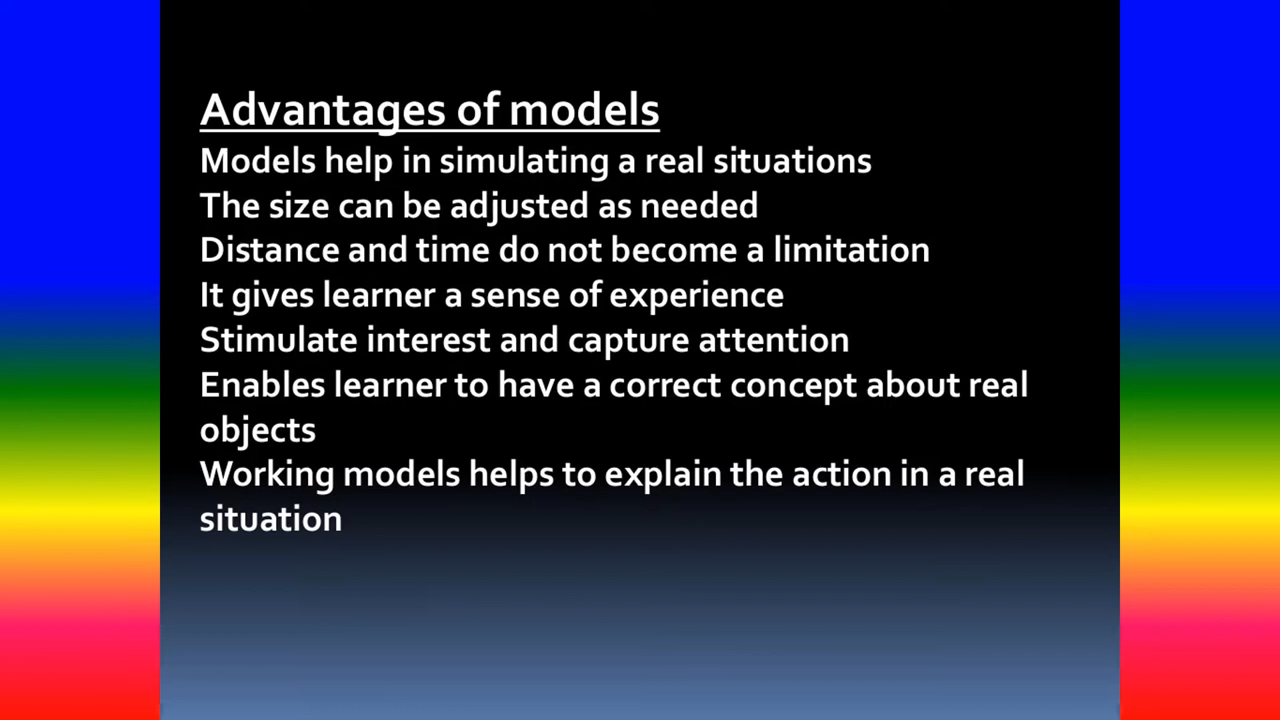 Advantages of models
Models help in simulating a real situations
The size can be adjusted as needed
Distance and time do not become a limitation
It gives learner a sense of experience
Stimulate interest and capture attention
Enables learner to have a correct concept about real
objects
Working models helps to explain the action in a real
situation